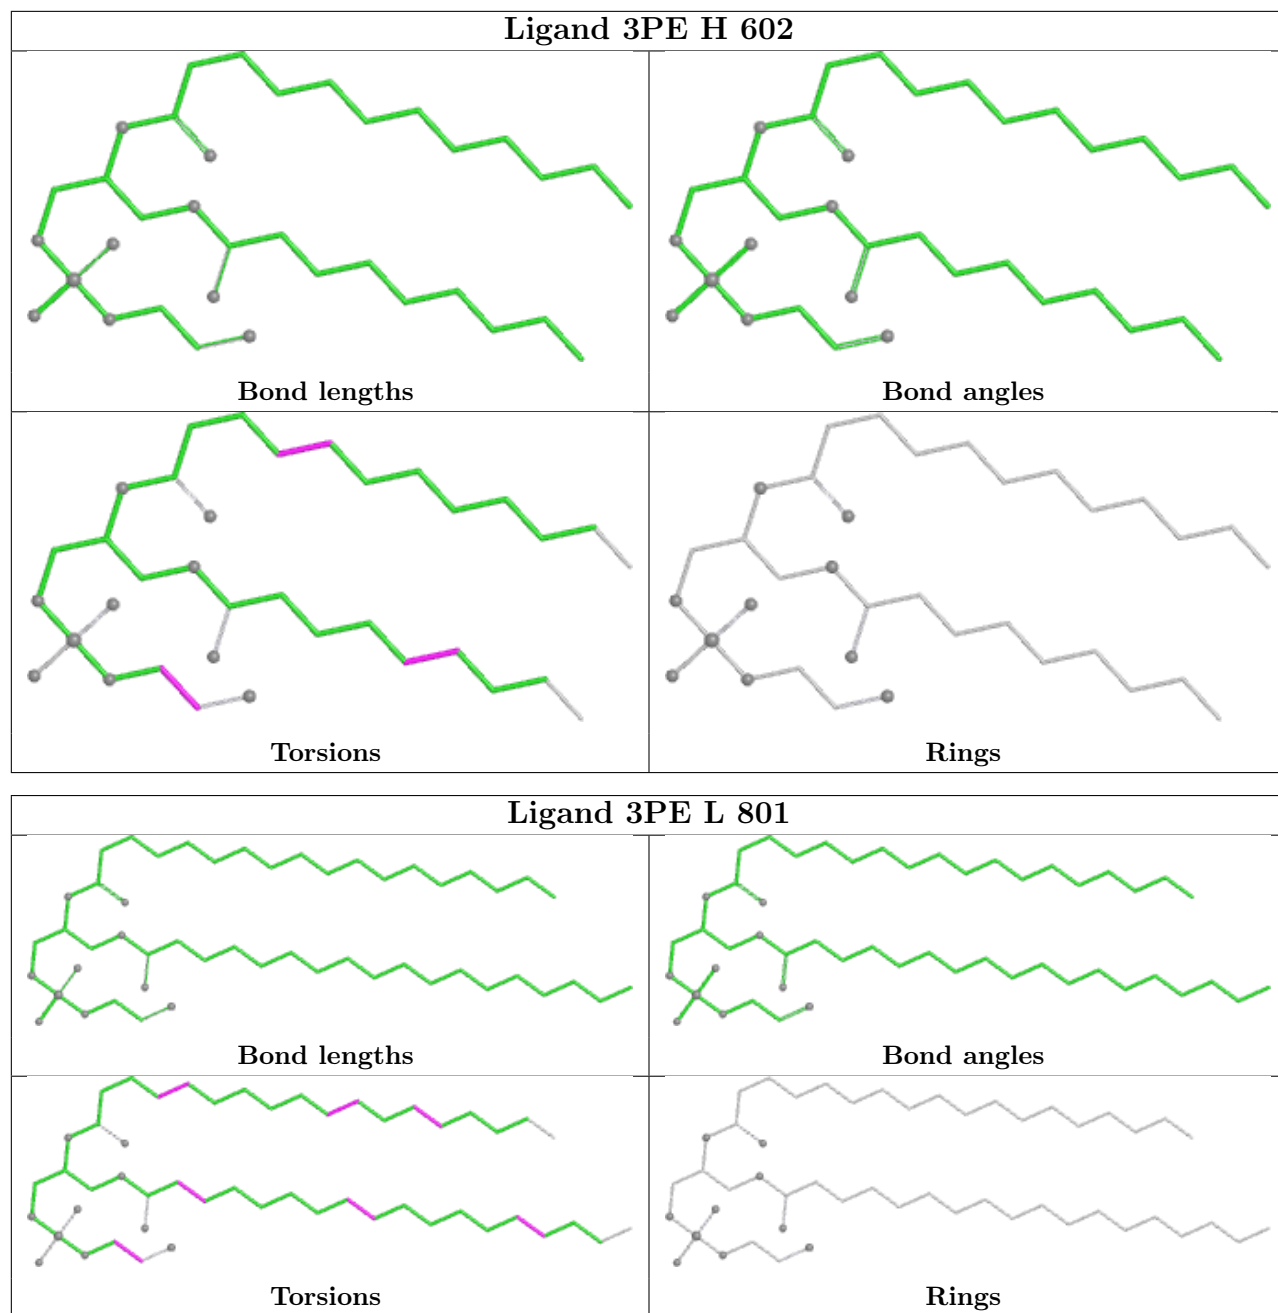 Ligand 3PE H 602
Bond lengths
Bond angles
Torsions
Rings
Ligand 3PE L 801
Bond lengths
Bond angles
Torsions
Rings